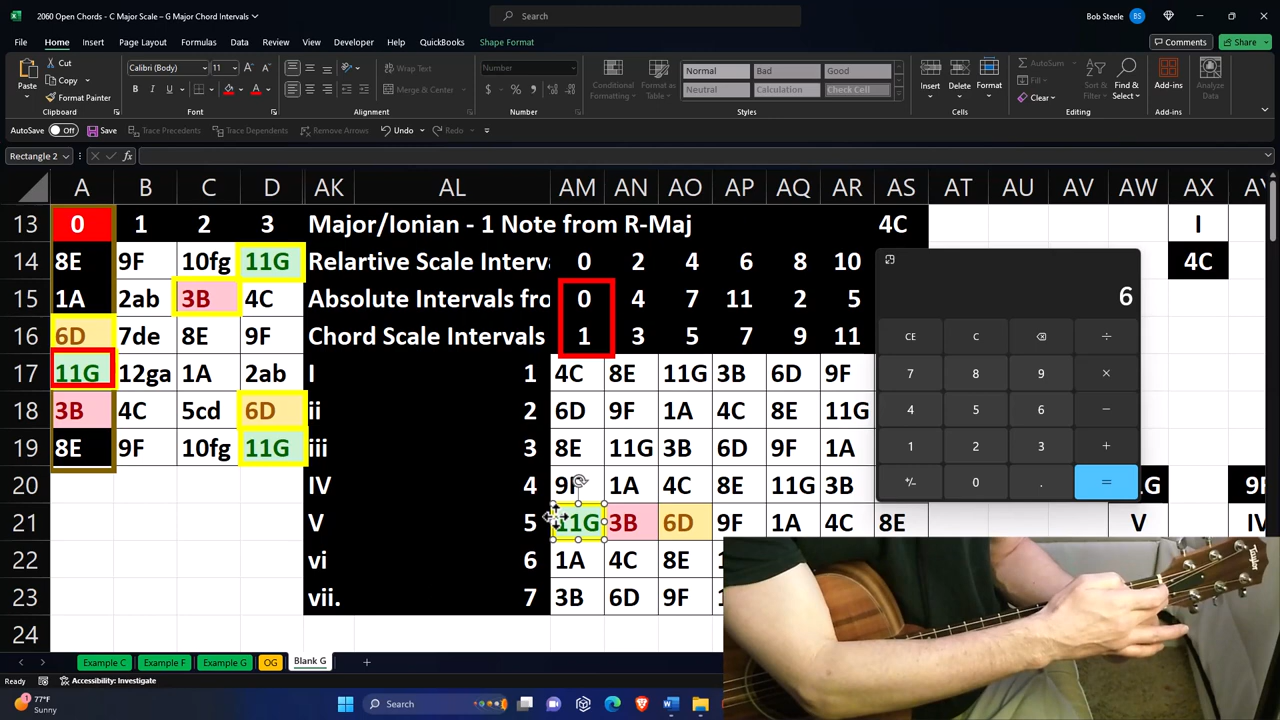 2060 Open Chords - C Major Scale – G Major Chord Intervals
Search
Bob Steele BS
File Home Insert Page Layout Formulas Data Review View Developer Automate Help QuickBooks Shape Format
Comments Share
Paste Cut Copy Format Painter
Calibri (Body) 11 Wrap Text Merge & Center Number
Conditional Formatting Format as Table Normal Bad Good Neutral Calculation Check Cell
Insert Delete Format AutoSum Fill Clear Sort & Filter Find & Select Add-ins Analyze Data
Clipboard Font Alignment Number Styles Cells Editing Add-ins
AutoSave Off Save Trace Precedents Trace Dependents Remove Arrows Undo Redo
Rectangle 2 fx
A B C D AK AL AM AN AO AP AQ AR AS AT AU AV AW AX
13 0 1 2 3 Major/Ionian - 1 Note from R-Maj 4C I
14 8E 9F 10fg 11G Relartive Scale Interva 0 2 4 6 8 10 4C
15 1A 2ab 3B 4C Absolute Intervals fro 0 4 7 11 2 5
16 6D 7de 8E 9F Chord Scale Intervals 1 3 5 7 9 11
17 11G 12ga 1A 2ab I 1 4C 8E 11G 3B 6D 9F
18 3B 4C 5cd 6D ii 2 6D 9F 1A 4C 8E 11G
19 8E 9F 10fg 11G iii 3 8E 11G 3B 6D 9F 1A
20 IV 4 9F 1A 4C 8E 11G 3B
21 V 5 11G 3B 6D 9F 1A 4C 8E V IV
22 vi 6 1A 4C 8E
23 vii. 7 3B 6D 9F
24
6
CE C ÷
7 8 9 ×
4 5 6 −
1 2 3 +
+/- 0 . =
Example C Example F Example G OG Blank G +
Ready Accessibility: Investigate
77°F
Sunny
Search
Taylor